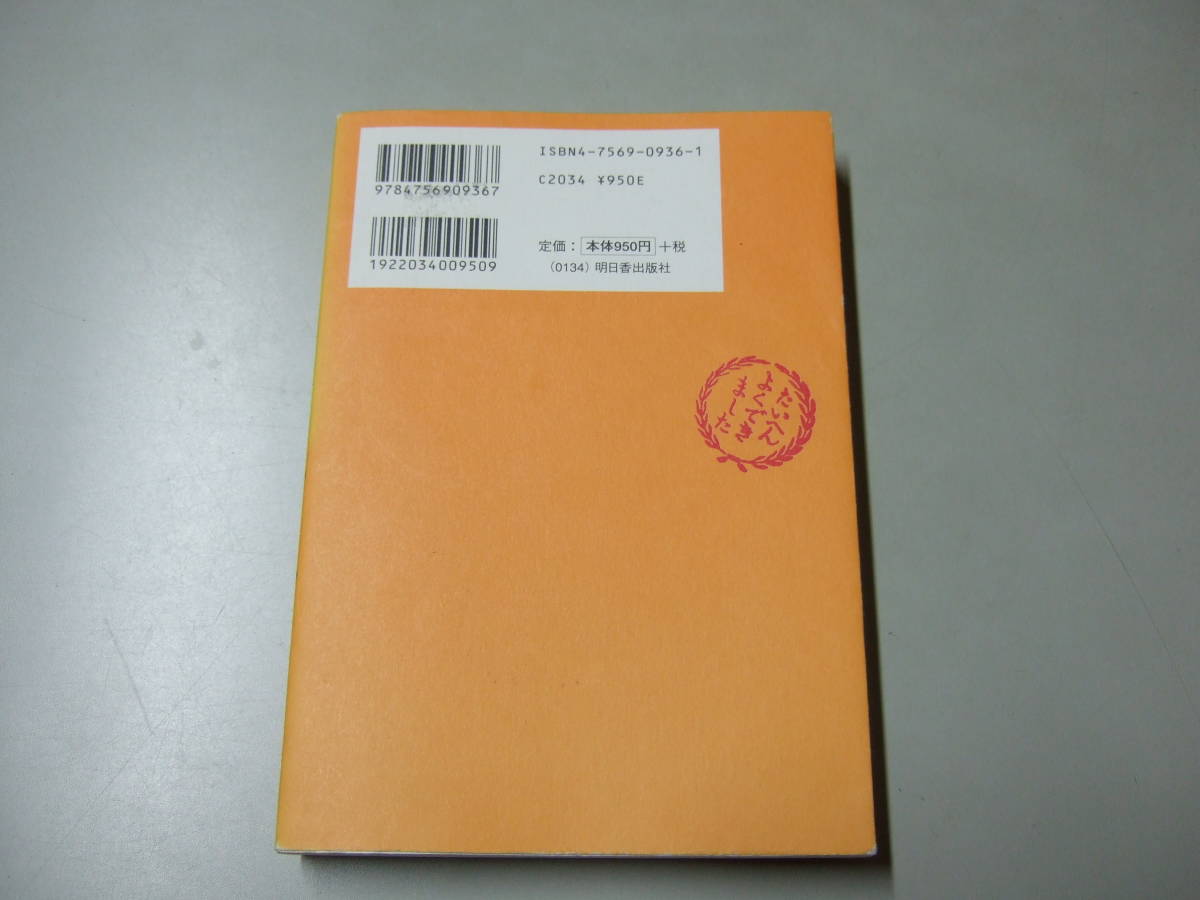 9784756909367
1922034009509
ISBN4-7569-0936-1
C2034 ¥950E
定価：本体950円+税
（0134）明日香出版社
たいへん
よくでき
ました